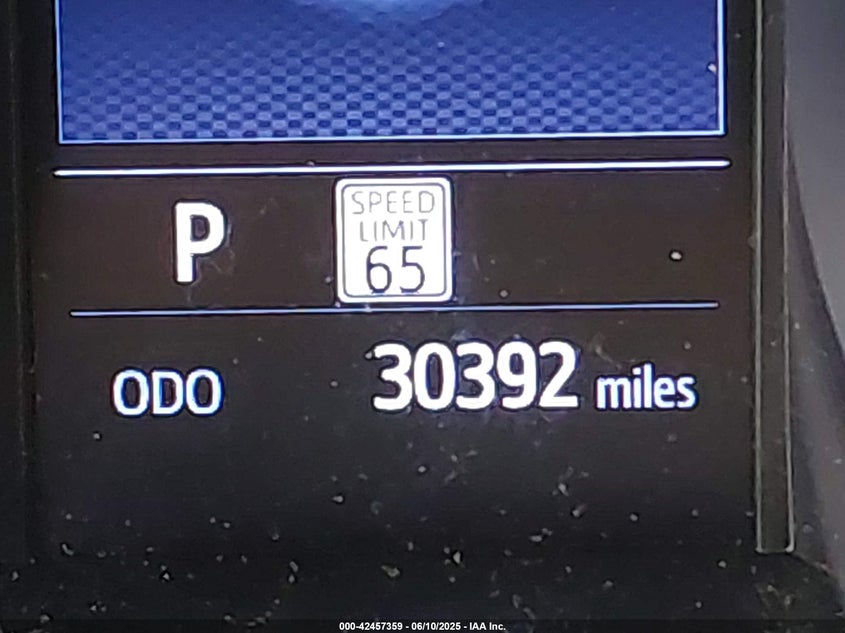 P
SPEED
LIMIT
65
ODO 30392 miles
000-42457359 - 06/10/2025 - IAA Inc.